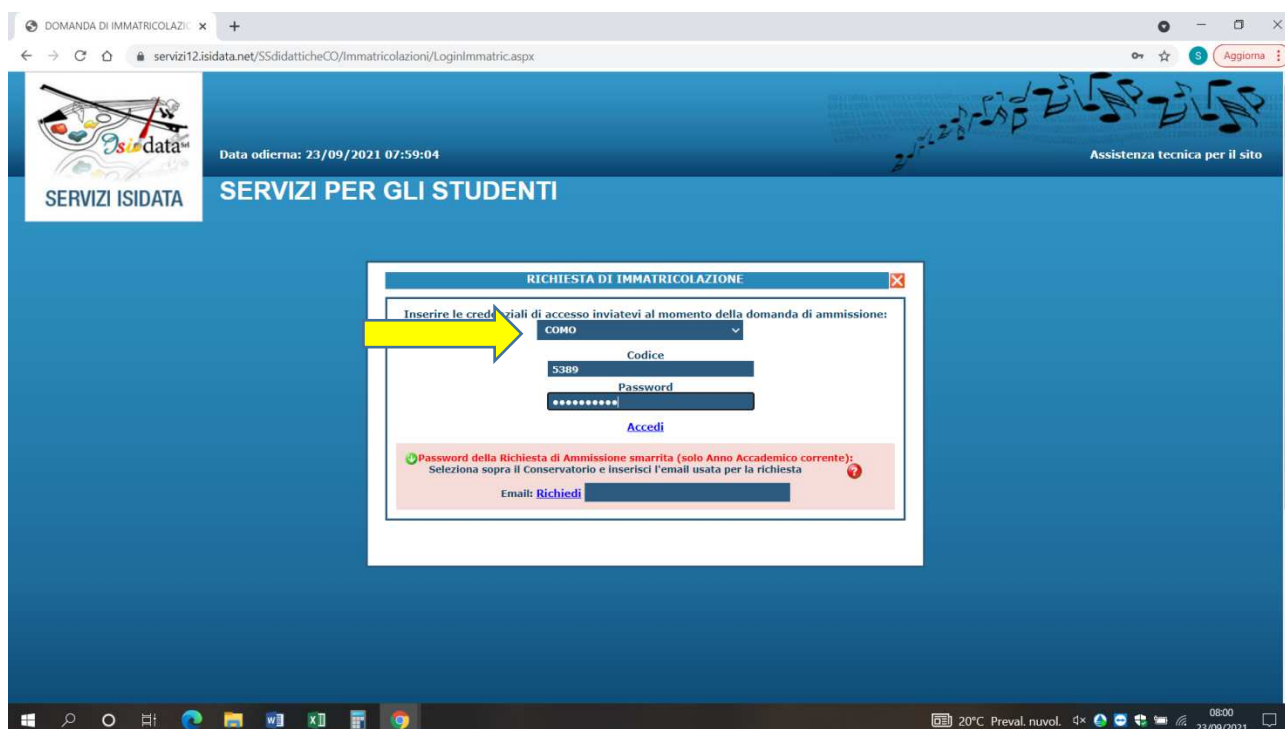 DOMANDA DI IMMATRICOLAZIO
servizi12.isidata.net/SSdidatticheCO/Immatricolazioni/LoginImmatric.aspx
S
Aggiorna
Isidata srl
SERVIZI ISIDATA
Data odierna: 23/09/2021 07:59:04
Assistenza tecnica per il sito
SERVIZI PER GLI STUDENTI
RICHIESTA DI IMMATRICOLAZIONE
Inserire le credenziali di accesso inviatevi al momento della domanda di ammissione:
COMO
Codice
5389
Password
••••••••••
Accedi
Password della Richiesta di Ammissione smarrita (solo Anno Accademico corrente):
Seleziona sopra il Conservatorio e inserisci l'email usata per la richiesta
Email: Richiedi
20°C Preval. nuvol.
08:00
23/09/2021